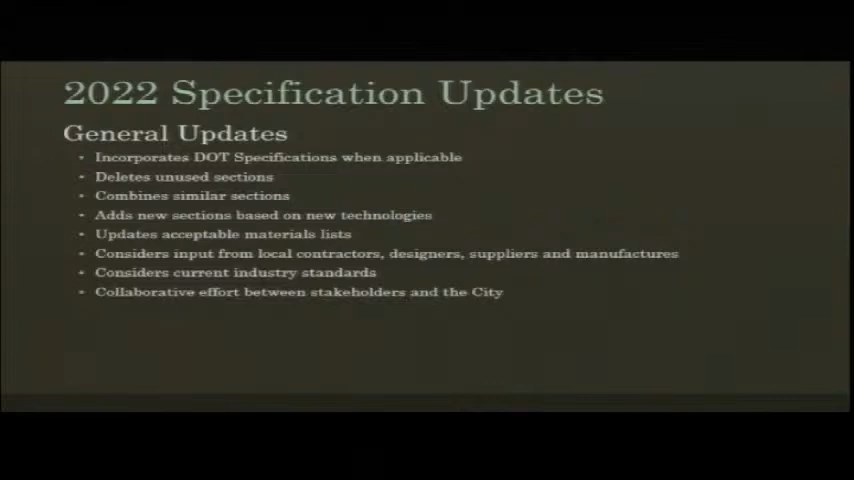 2022 Specification Updates
General Updates
• Incorporates DOT Specifications when applicable
• Deletes unused sections
• Combines similar sections
• Adds new sections based on new technologies
• Updates acceptable materials lists
• Considers input from local contractors, designers, suppliers and manufactures
• Considers current industry standards
• Collaborative effort between stakeholders and the City